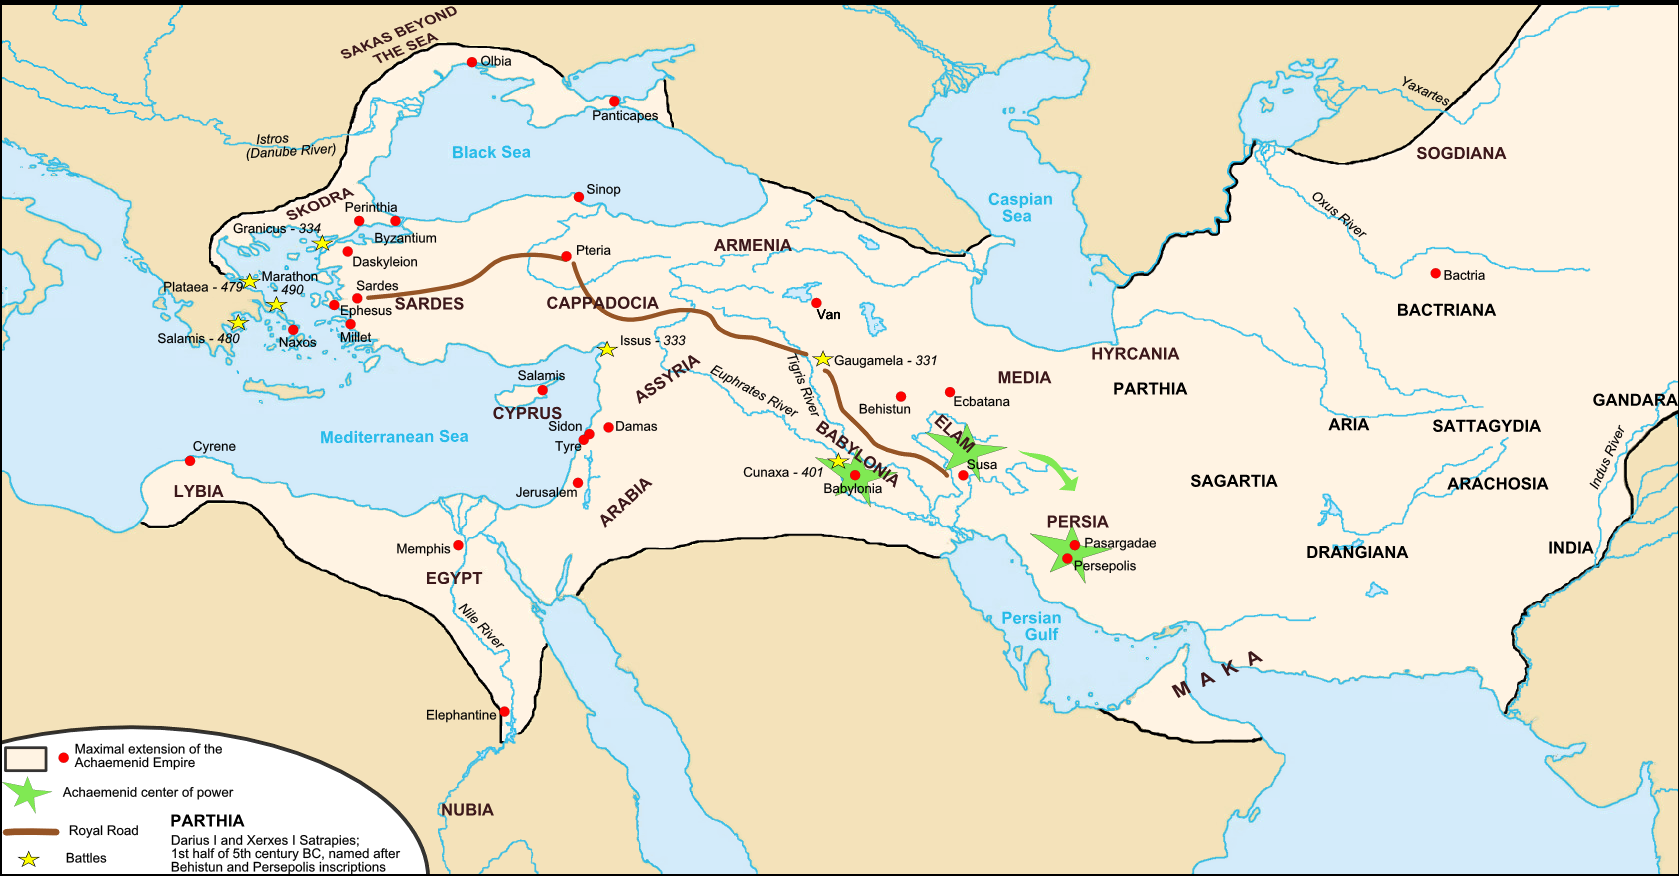 SAKAS BEYOND
THE SEA
Olbia
Panticapes
Yaxartes
Istros
(Danube River)
Black Sea
SOGDIANA
Caspian
Sea
Sinop
SKODRA
Perinthia
Oxus River
Granicus - 334
Byzantium
ARMENIA
Pteria
Daskyleion
Bactria
Marathon
490
Plataea - 479
Sardes
SARDES
CAPPADOCIA
Ephesus
Van
BACTRIANA
Salamis - 480
Naxos
Millet
Issus - 333
HYRCANIA
Gaugamela - 331
Tigris River
ASSYRIA
Euphrates River
Salamis
MEDIA
PARTHIA
Behistun
Ecbatana
GANDARA
CYPRUS
Sidon
Damas
ELAM
ARIA
SATTAGYDIA
Mediterranean Sea
Tyre
BABYLONIA
Cyrene
Indus River
Susa
Cunaxa - 401
Babylonia
SAGARTIA
ARACHOSIA
LYBIA
Jerusalem
ARABIA
PERSIA
Memphis
Pasargadae
Persepolis
DRANGIANA
INDIA
EGYPT
Nile River
Persian
Gulf
MAKA
Elephantine
NUBIA
Maximal extension of the
Achaemenid Empire
Achaemenid center of power
Royal Road
Battles
PARTHIA
Darius I and Xerxes I Satrapies;
1st half of 5th century BC, named after
Behistun and Persepolis inscriptions